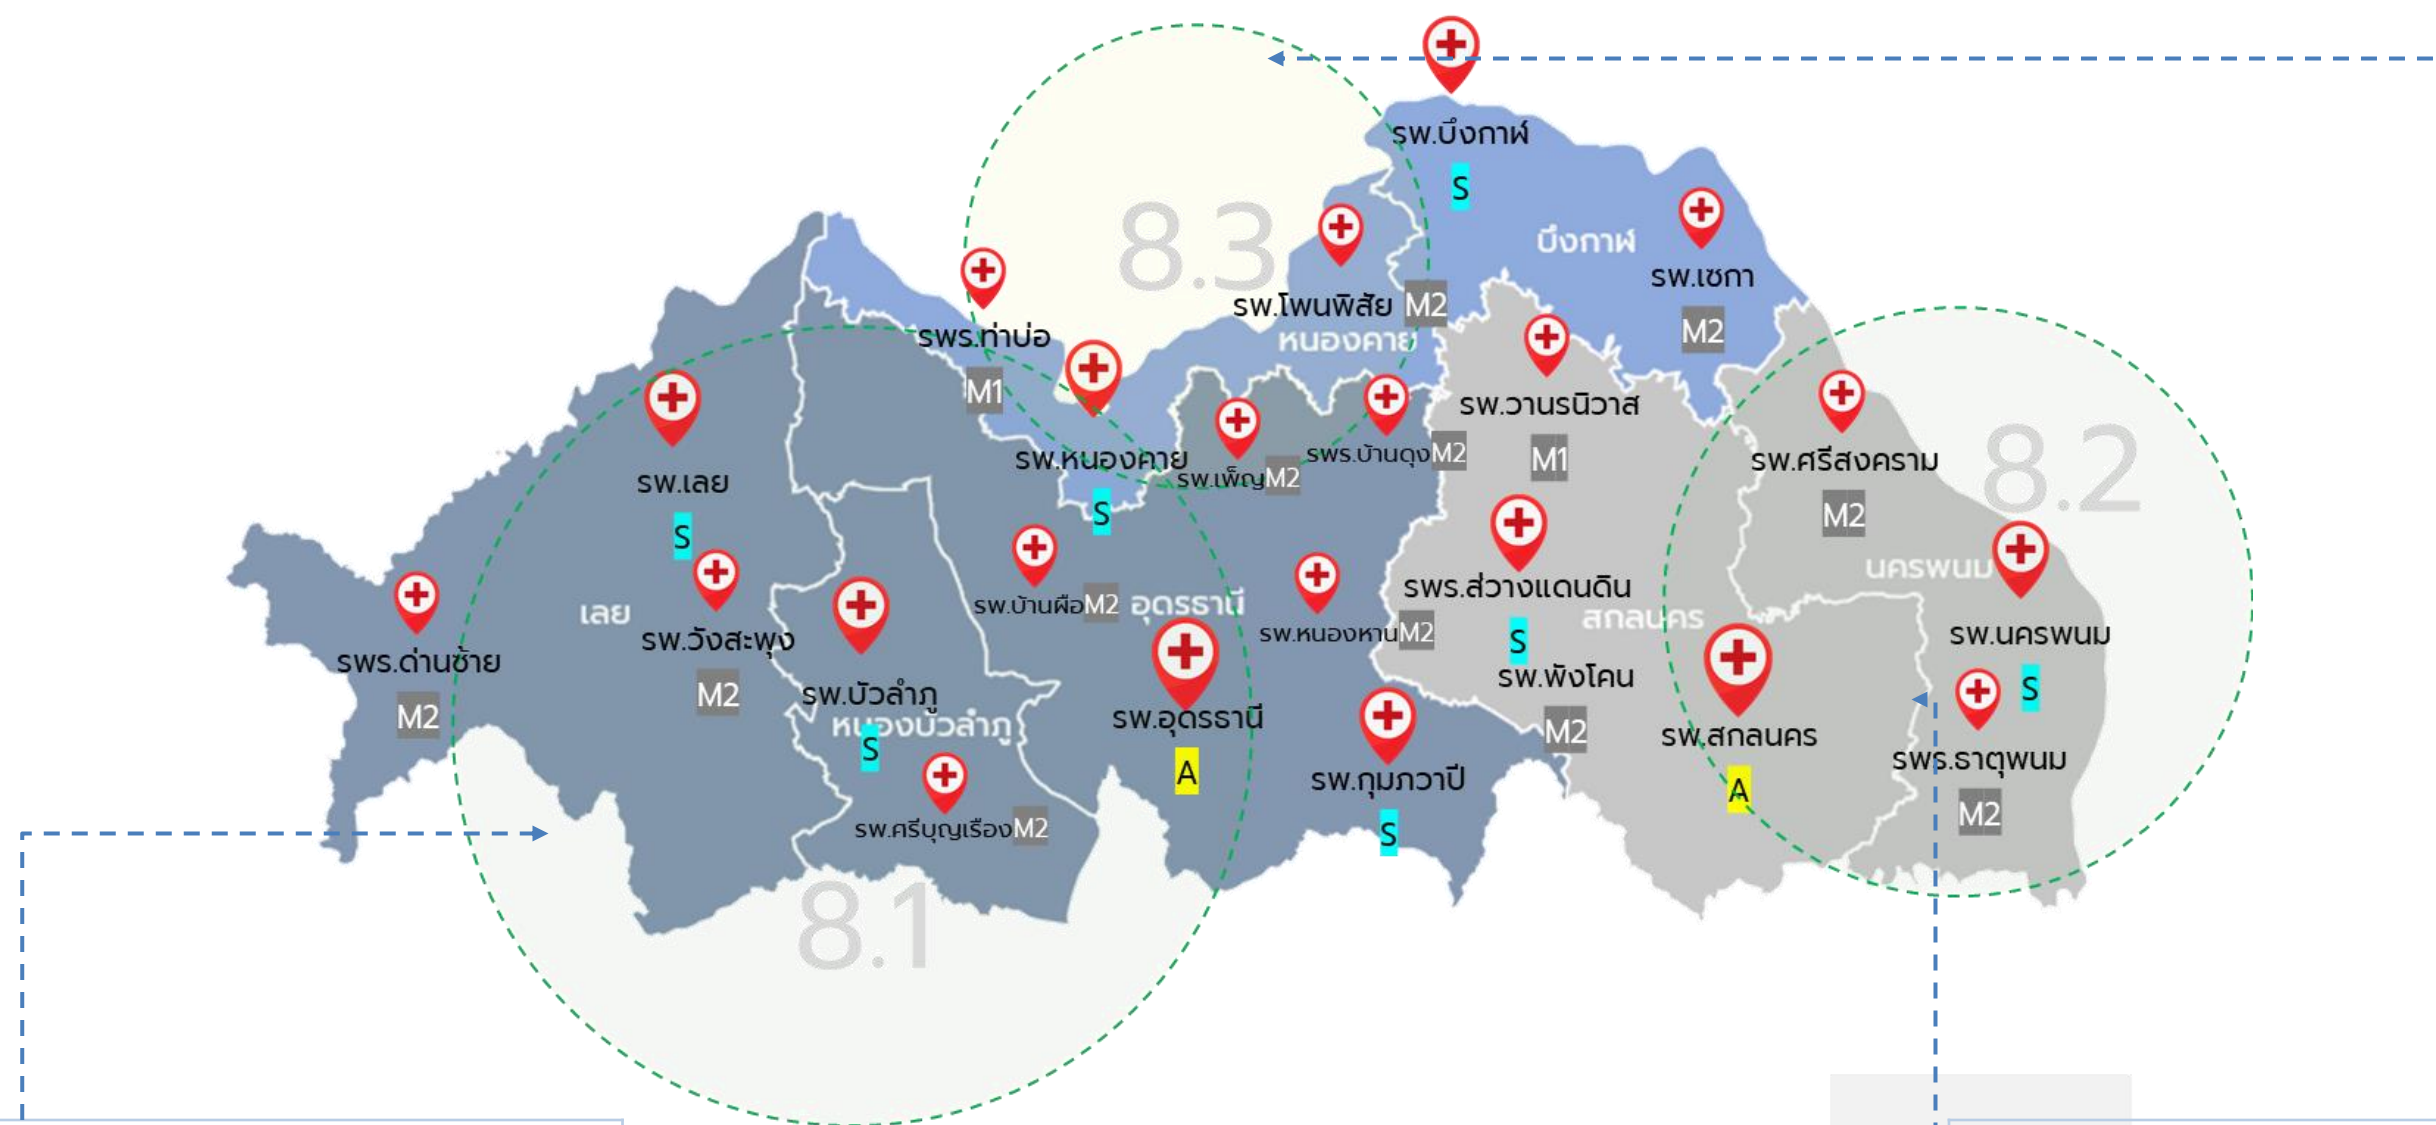 รพ.บึงกาฬ
S
8.3
บึงกาฬ
รพ.เซกา
M2
รพ.โพนพิสัย M2
หนองคาย
รพร.ท่าบ่อ
M1
รพ.วานรนิวาส
M1
รพ.หนองคาย
S
รพ.เพ็ญM2
รพร.บ้านดุงM2
รพ.ศรีสงคราม
M2
8.2
รพ.เลย
S
นครพนม
รพร.สว่างแดนดิน
S
สกลนคร
เลย
รพ.วังสะพุง
M2
รพ.บ้านผือM2
อุดรธานี
รพ.หนองหานM2
รพ.นครพนม
S
รพร.ด่านซ้าย
M2
รพ.พังโคน
M2
รพ.บัวลำภู
หนองบัวลำภู
S
รพ.อุดรธานี
A
รพ.สกลนคร
A
รพร.ธาตุพนม
M2
รพ.กุมภวาปี
S
รพ.ศรีบุญเรืองM2
8.1